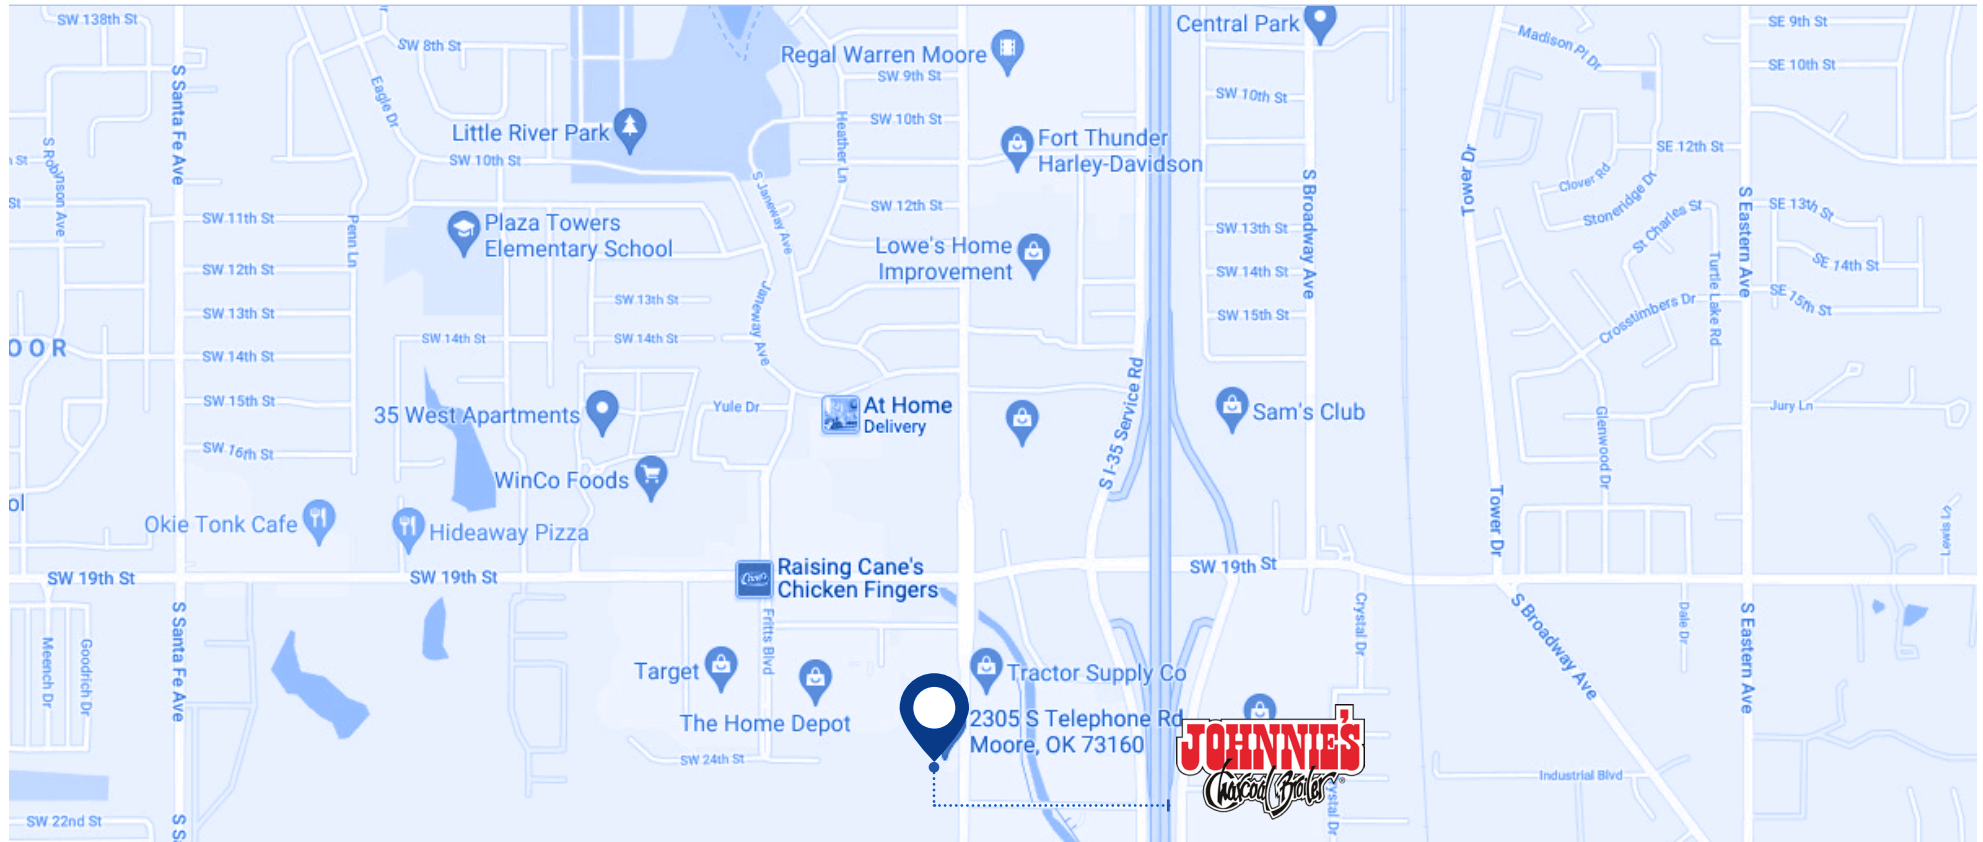 SW 138th St
SW 8th St
Regal Warren Moore
Central Park
Madison Pl Dr
SE 9th St
SW 9th St
SE 10th St
S Santa Fe Ave
Eagle Dr
SW 10th St
Little River Park
SW 10th St
Heather Ln
Fort Thunder
Harley-Davidson
SE 12th St
S Robinson Ave
SW 10th St
S Janeway Ave
Clover Rd
Stoneridge Dr
Tower Dr
S Broadway Ave
S Eastern Ave
SE 13th St
St
St
SW 11th St
Penn Ln
Plaza Towers
Elementary School
SW 12th St
St Charles St
SW 13th St
Lowe's Home
Improvement
SE 14th St
SW 12th St
SW 14th St
Turtle Lake Rd
SE 15th St
SW 13th St
SW 13th St
Janeway Ave
SW 15th St
Crosstimbers Dr
OOR
SW 14th St
SW 14th St
SW 14th St
S I-35 Service Rd
SW 15th St
35 West Apartments
Yule Dr
At Home
Delivery
Sam's Club
Jury Ln
Glenwood Dr
SW 16th St
WinCo Foods
ol
Okie Tonk Cafe
Hideaway Pizza
Tower Dr
Lewis Ln
SW 19th St
SW 19th St
Raising Cane's
Chicken Fingers
Cane's
SW 19th St
S Santa Fe Ave
Meench Dr
Goodrich Dr
Fritts Blvd
Crystal Dr
S Broadway Ave
Dale Dr
S Eastern Ave
Target
The Home Depot
Tractor Supply Co
2305 S Telephone Rd
Moore, OK 73160
JOHNNIE'S
Charcoal Broiler®
SW 24th St
Industrial Blvd
Crystal Dr
SW 22nd St
S S